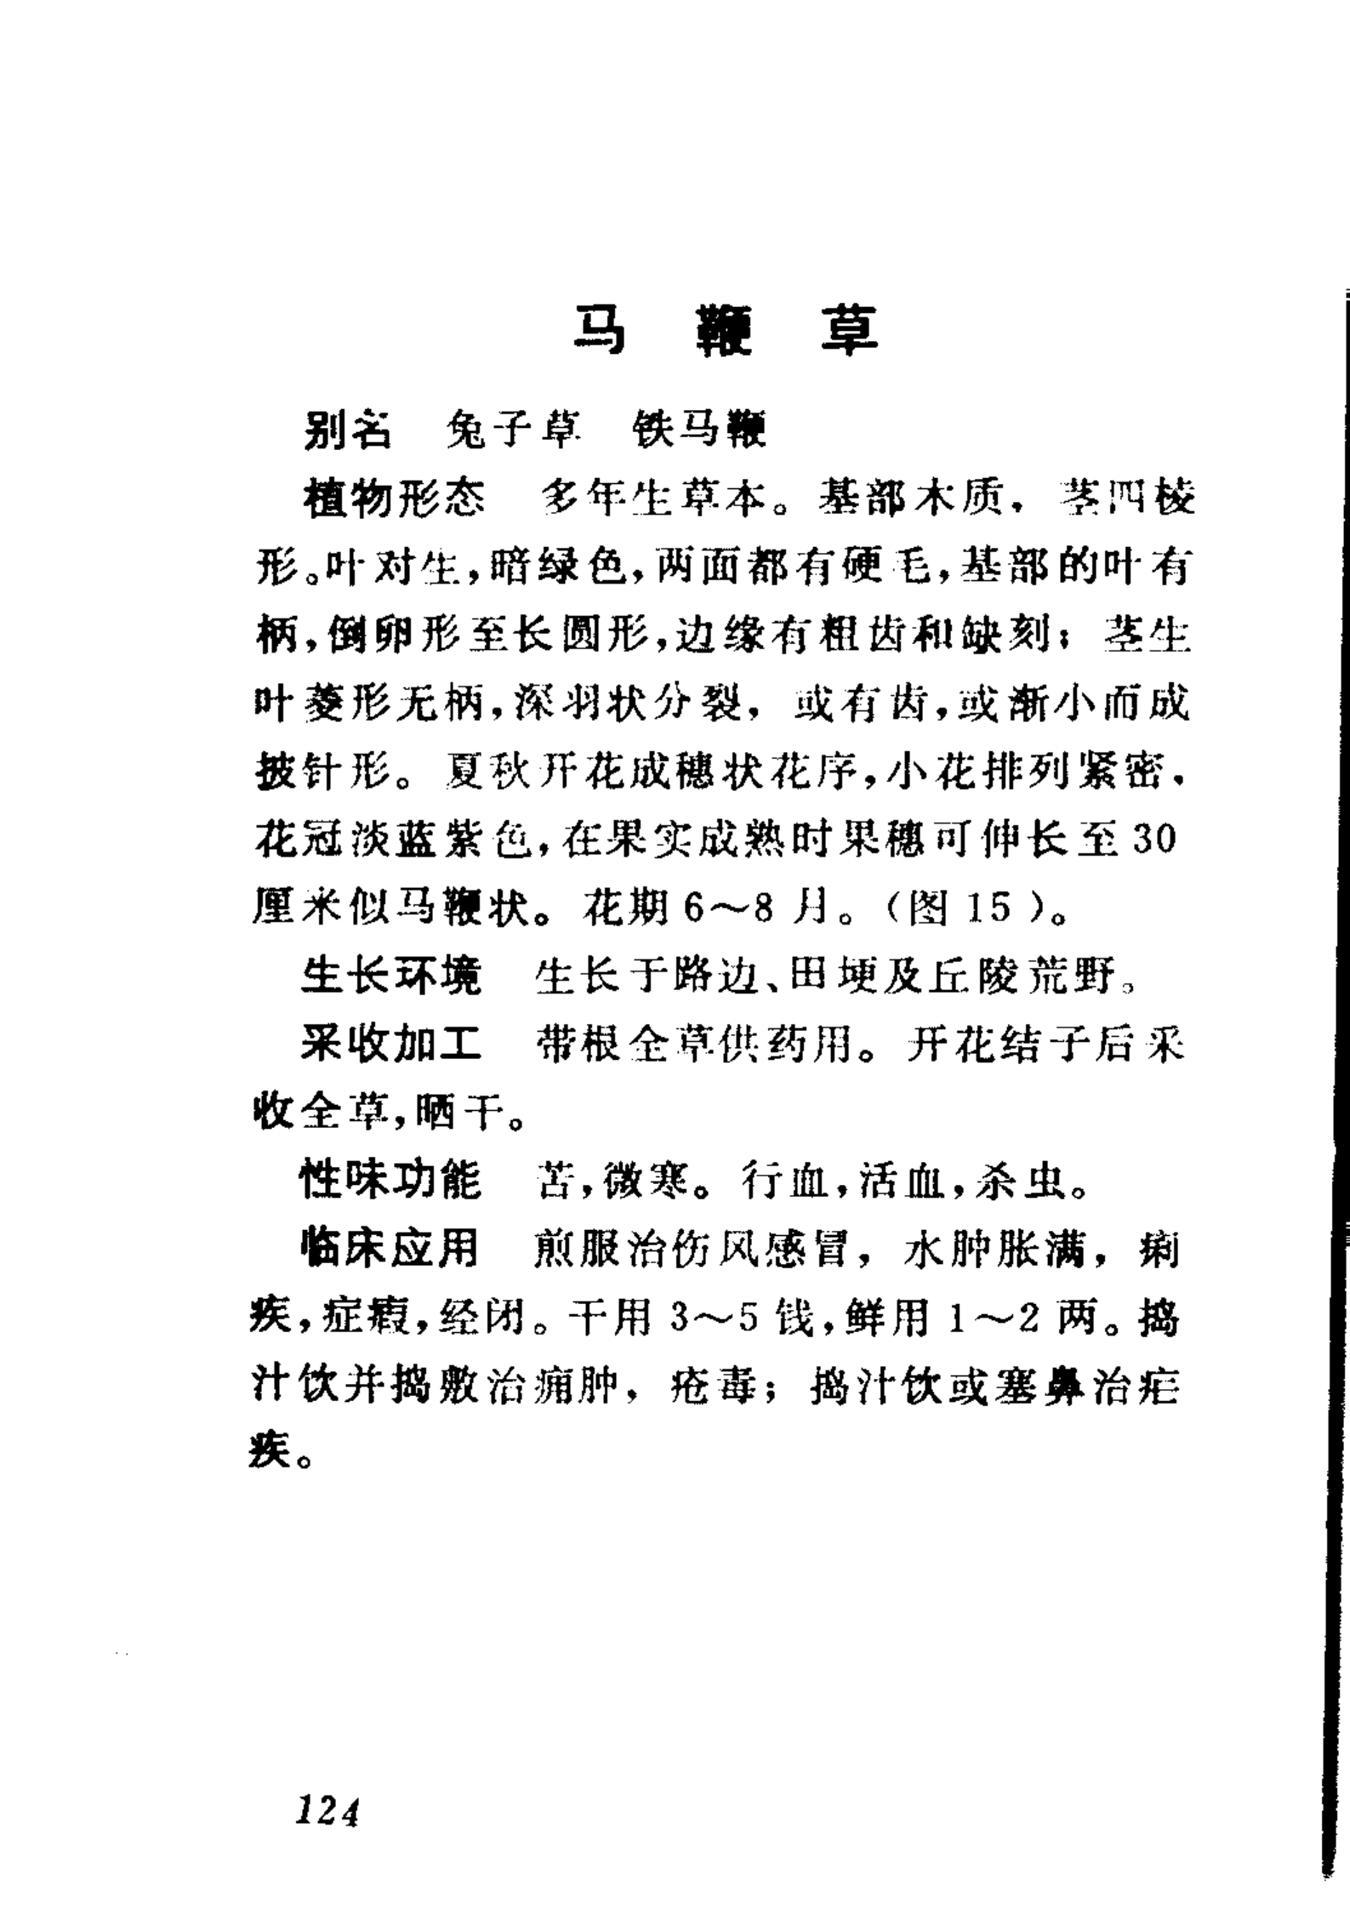 马鞭草
别名 兔子草 铁马鞭
植物形态 多年生草本。基部木质，茎四棱
形。叶对生，暗绿色，两面都有硬毛，基部的叶有
柄，倒卵形至长圆形，边缘有粗齿和缺刻；茎生
叶菱形无柄，深羽状分裂，或有齿，或渐小而成
披针形。夏秋开花成穗状花序，小花排列紧密，
花冠淡蓝紫色，在果实成熟时果穗可伸长至30
厘米似马鞭状。花期6～8月。（图15）。
生长环境 生长于路边、田埂及丘陵荒野。
采收加工 带根全草供药用。开花结子后采
收全草，晒干。
性味功能 苦，微寒。行血，活血，杀虫。
临床应用 煎服治伤风感冒，水肿胀满，痢
疾，症瘕，经闭。干用3～5钱，鲜用1～2两。捣
汁饮并捣敷治痈肿，疮毒；捣汁饮或塞鼻治疟
疾。
124